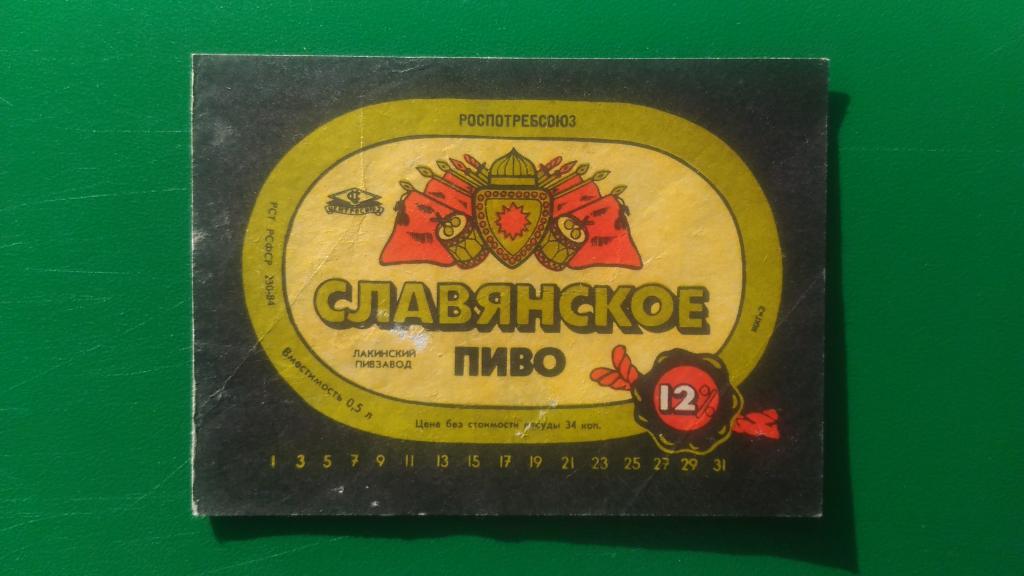 РОСПОТРЕБСОЮЗ
ЦЕНТРОСОЮЗ
РСТ РСФСР 230-84
СЛАВЯНСКОЕ
ПИВО
ЛАКИНСКИЙ
ПИВЗАВОД
12%
Вместимость 0,5 л
Цена без стоимости посуды 34 коп.
1 3 5 7 9 11 13 15 17 19 21 23 25 27 29 31